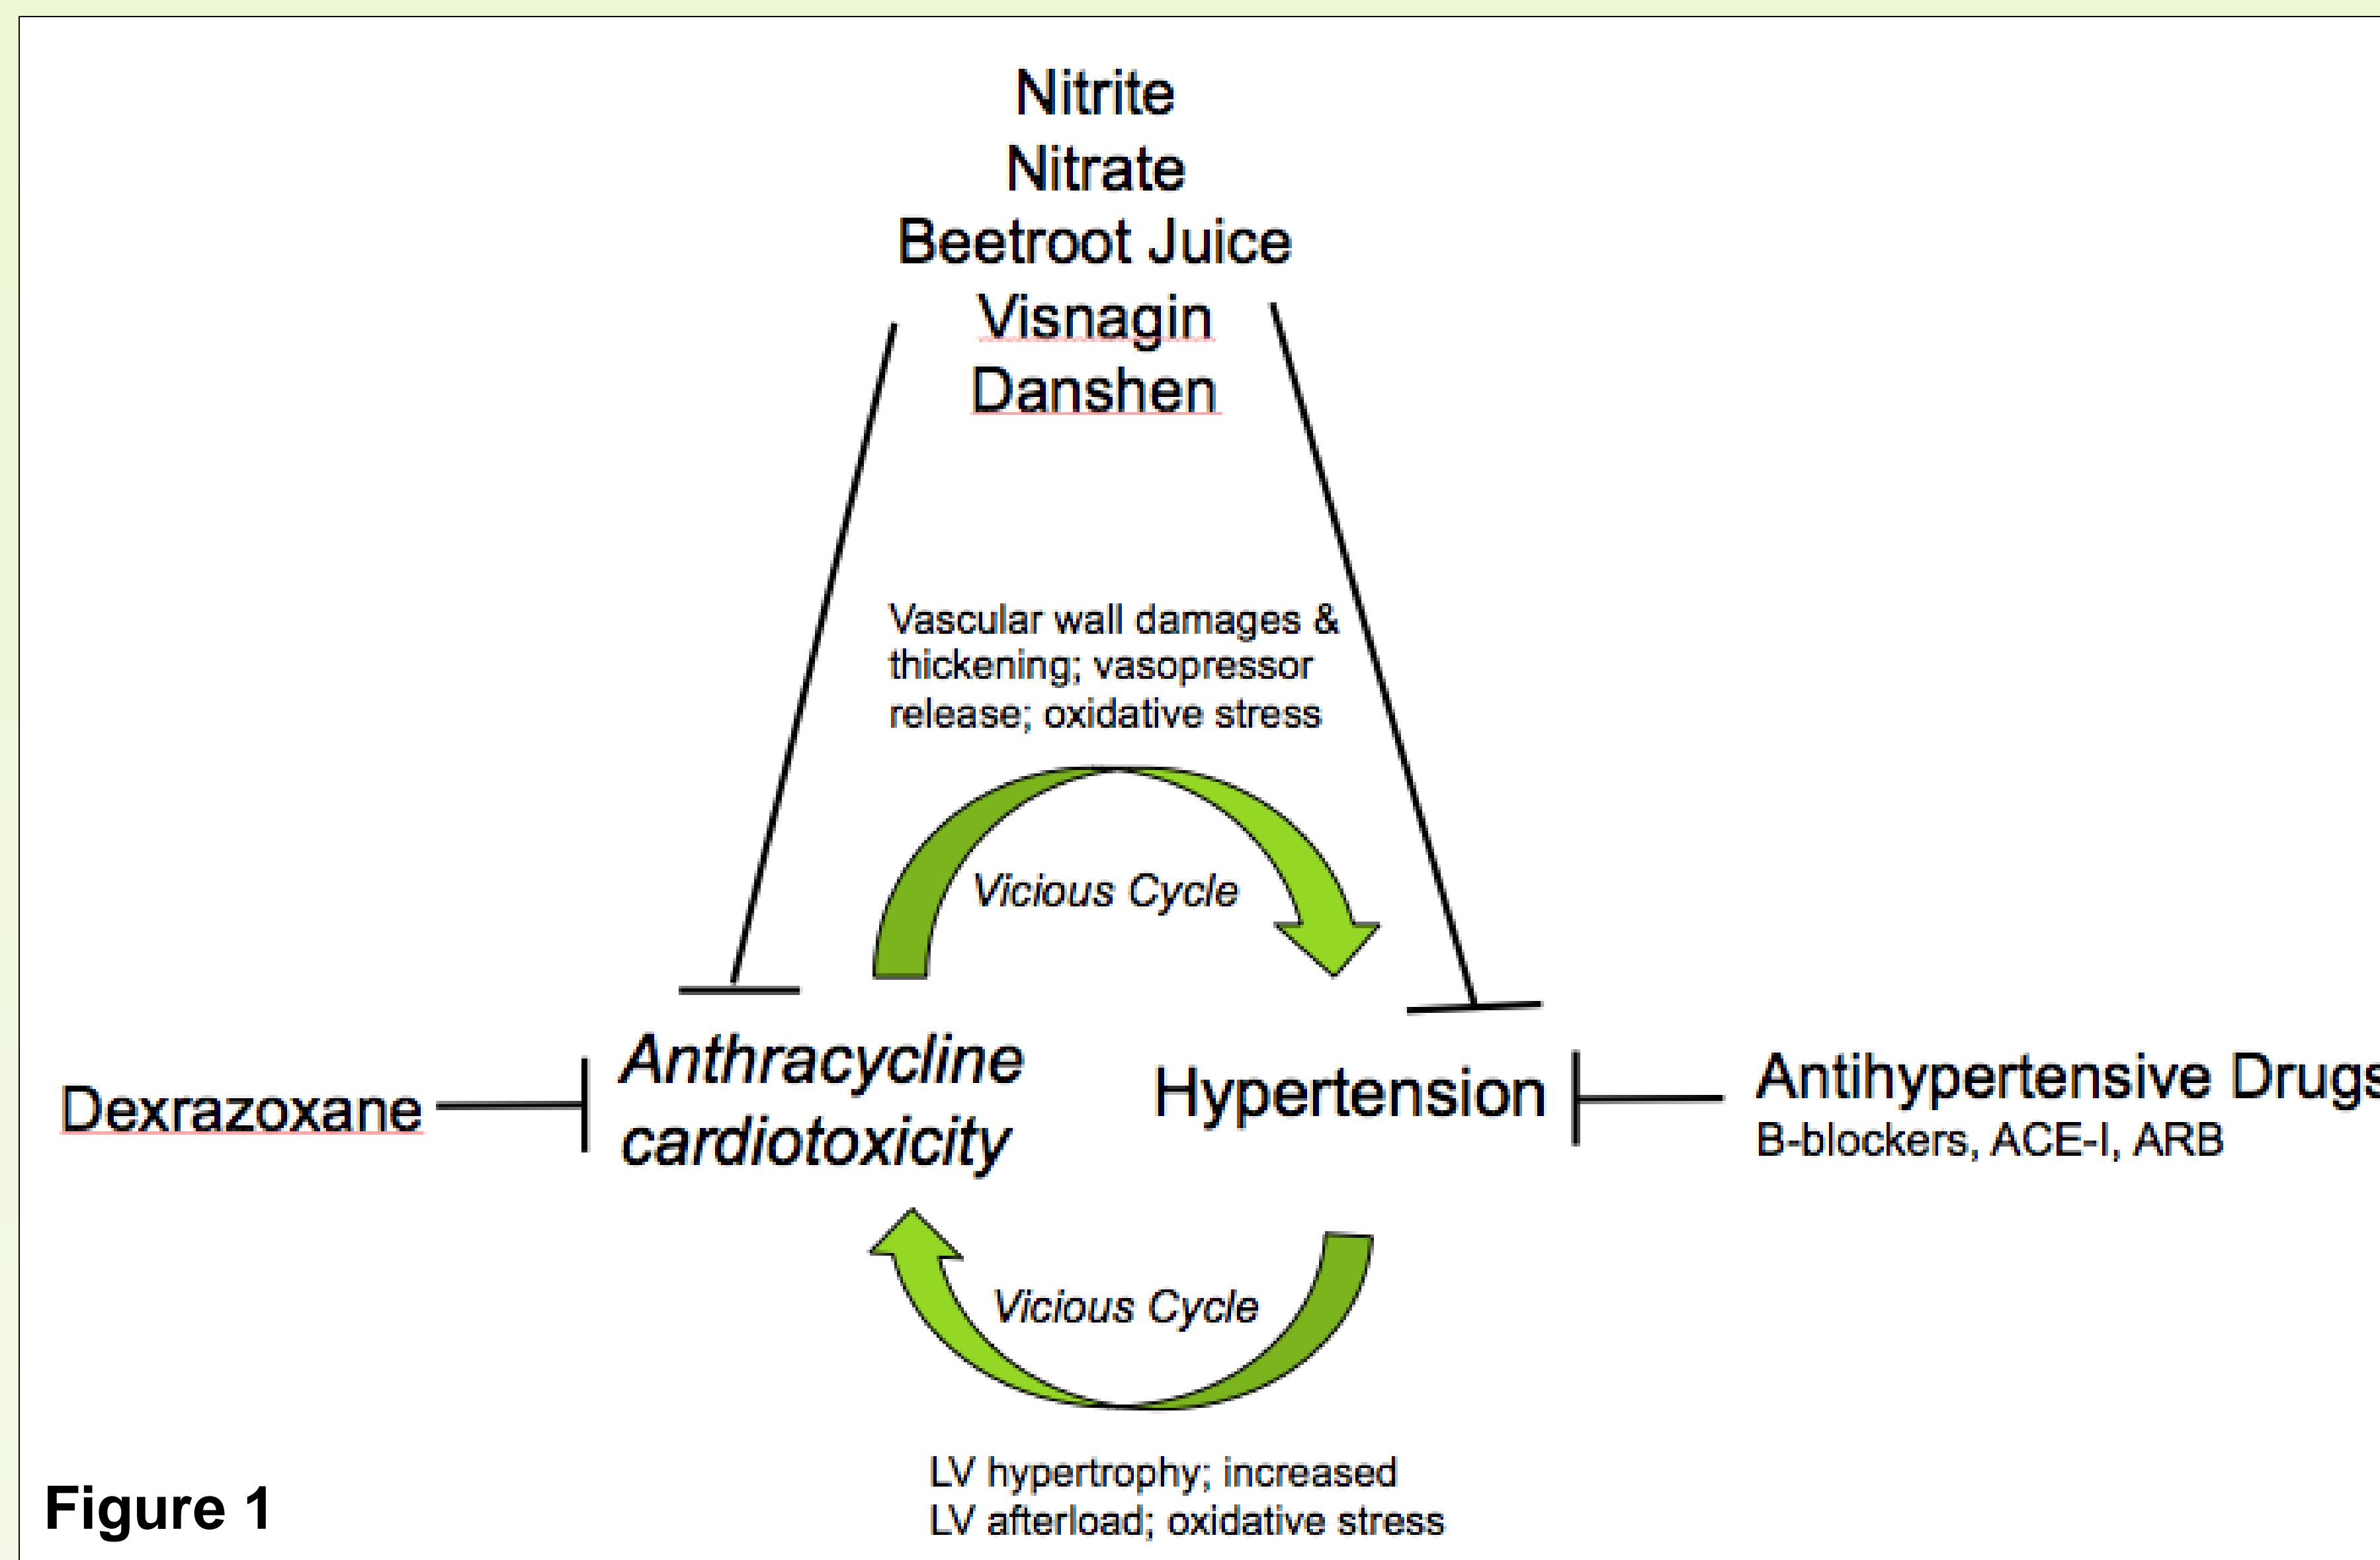 Nitrite
Nitrate
Beetroot Juice
Visnagin
Danshen
Vascular wall damages &
thickening; vasopressor
release; oxidative stress
Vicious Cycle
Dexrazoxane
Anthracycline
cardiotoxicity
Hypertension
Antihypertensive Drugs
B-blockers, ACE-I, ARB
Vicious Cycle
LV hypertrophy; increased
LV afterload; oxidative stress
Figure 1